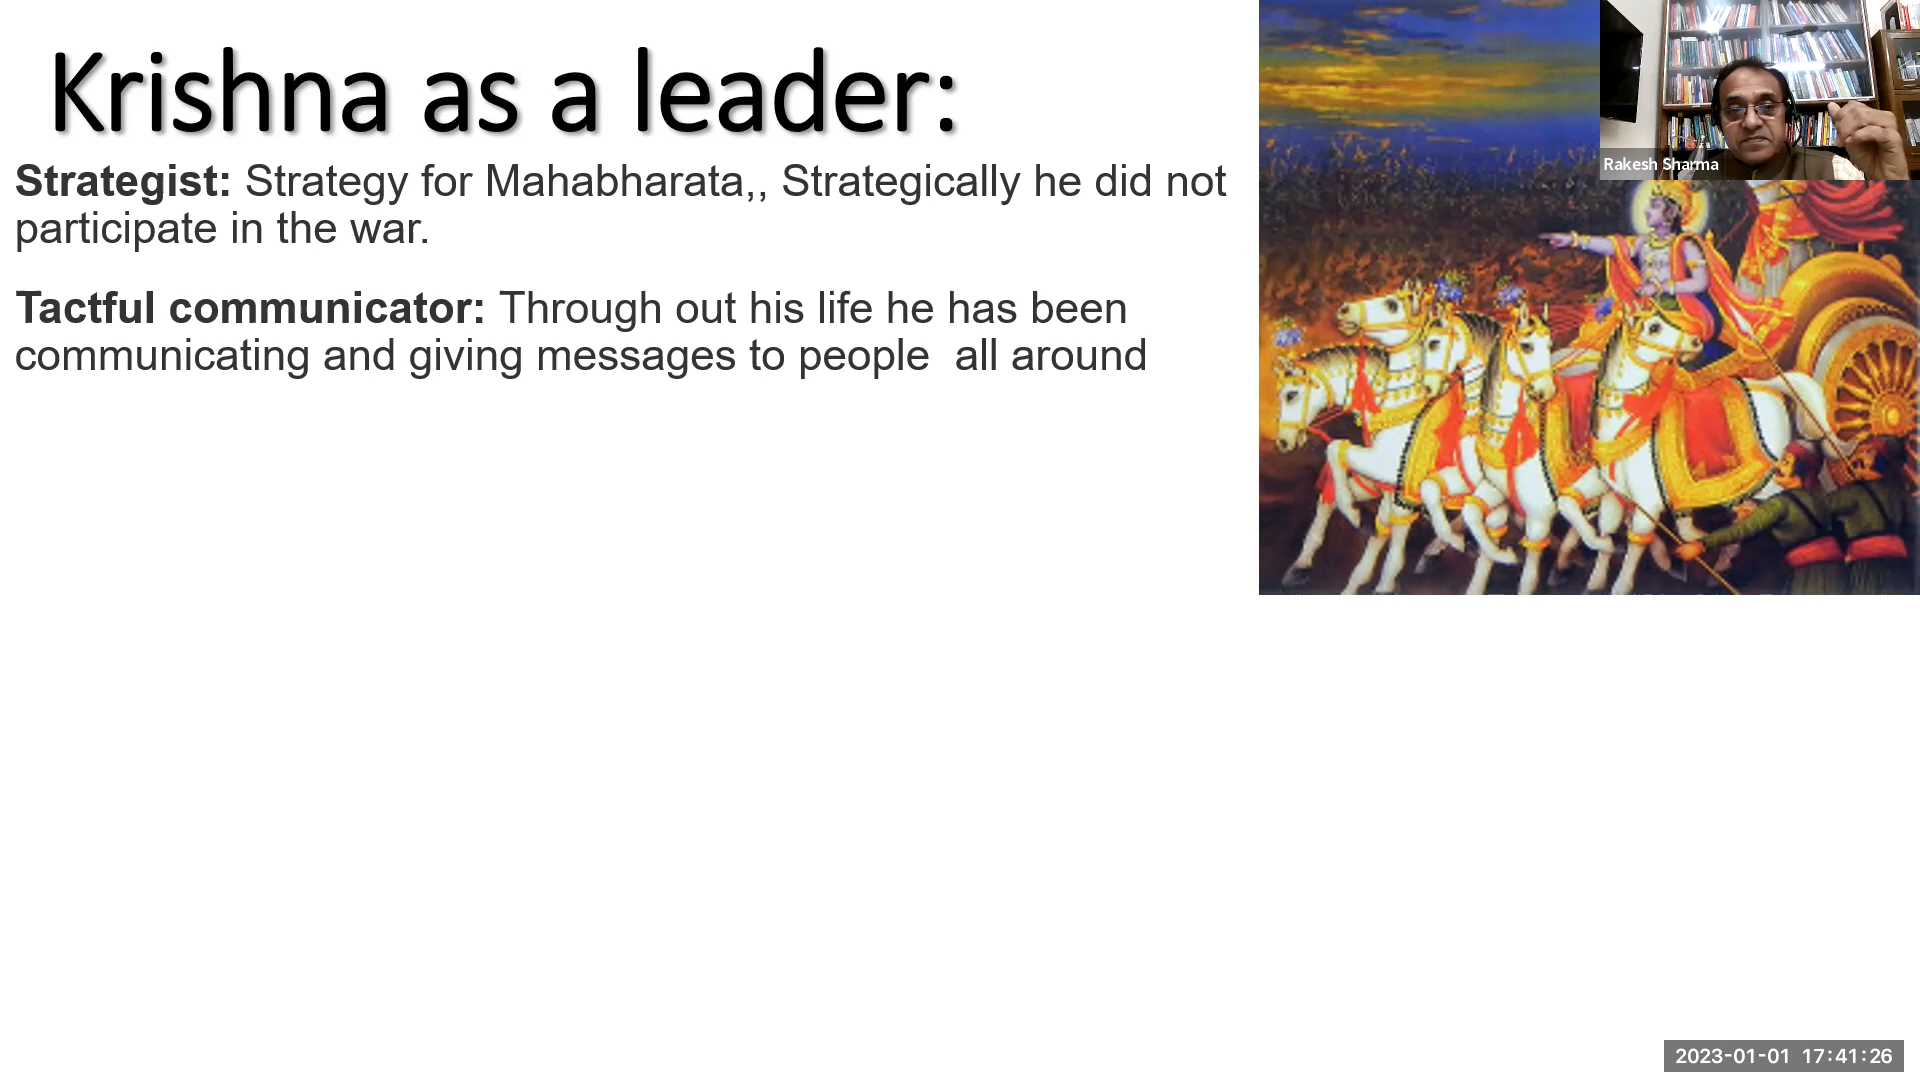 Krishna as a leader:
Strategist: Strategy for Mahabharata,, Strategically he did not
participate in the war.
Tactful communicator: Through out his life he has been
communicating and giving messages to people  all around
Rakesh Sharma
2023-01-01 17:41:26